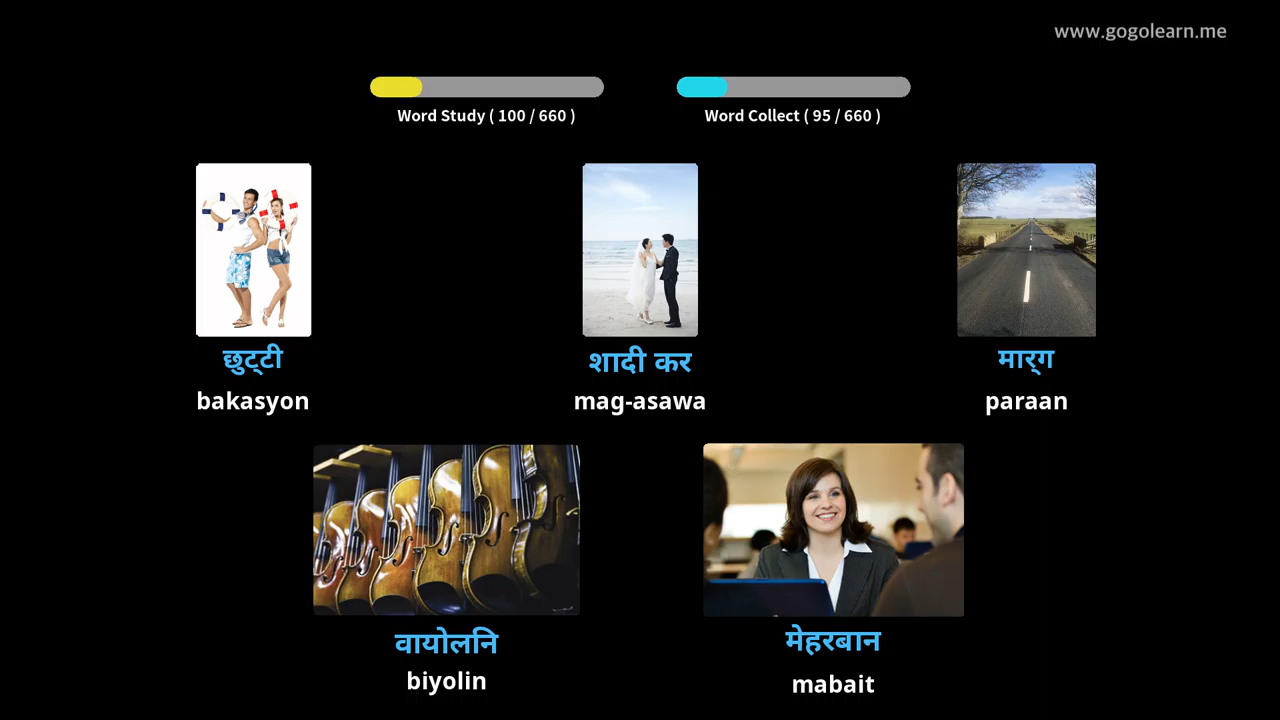 www.gogolearn.me
Word Study ( 100 / 660 )
Word Collect ( 95 / 660 )
छुट्‌टी
शादी कर
मार्‌ग
bakasyon
mag-asawa
paraan
वायोलनि
मेहरबान
biyolin
mabait